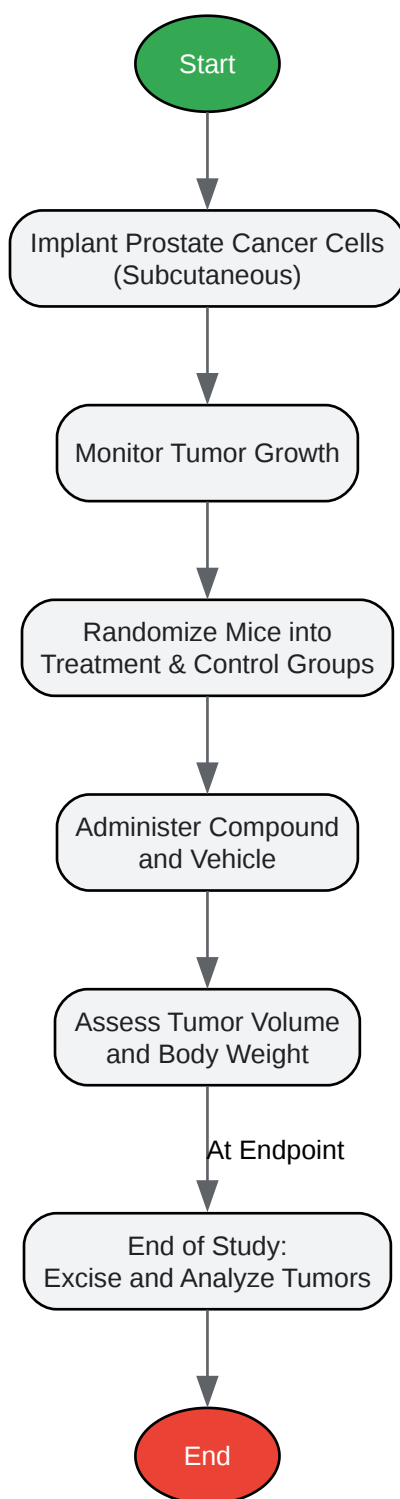 Start
Implant Prostate Cancer Cells
(Subcutaneous)
Monitor Tumor Growth
Randomize Mice into
Treatment & Control Groups
Administer Compound
and Vehicle
Assess Tumor Volume
and Body Weight
At Endpoint
End of Study:
Excise and Analyze Tumors
End